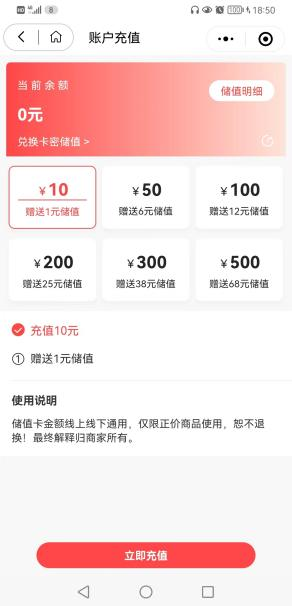 HD 4G 8 100 18:50
账户充值
当前余额
储值明细
0元
兑换卡密储值 >
¥10 ¥50 ¥100
赠送1元储值 赠送6元储值 赠送12元储值
¥200 ¥300 ¥500
赠送25元储值 赠送38元储值 赠送68元储值
充值10元
① 赠送1元储值
使用说明
储值卡金额线上线下通用，仅限正价商品使用，恕不退
换！最终解释归商家所有。
立即充值